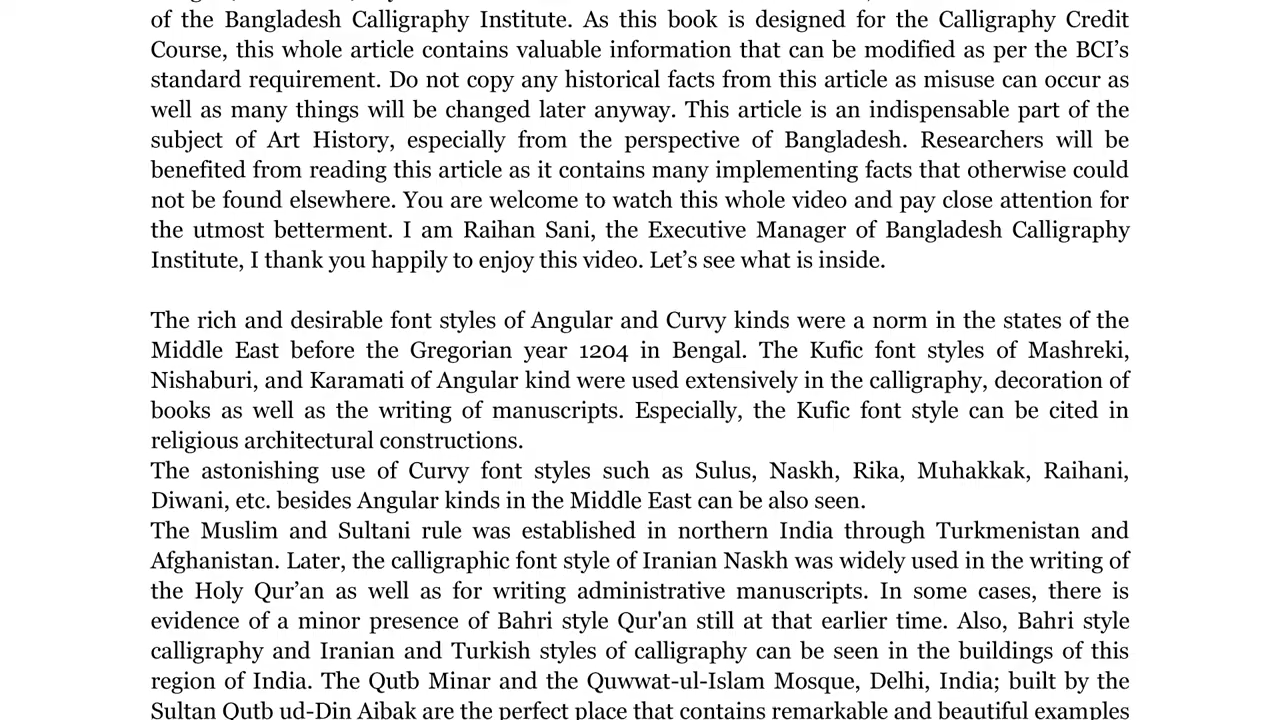 of the Bangladesh Calligraphy Institute. As this book is designed for the Calligraphy Credit
Course, this whole article contains valuable information that can be modified as per the BCI’s
standard requirement. Do not copy any historical facts from this article as misuse can occur as
well as many things will be changed later anyway. This article is an indispensable part of the
subject of Art History, especially from the perspective of Bangladesh. Researchers will be
benefited from reading this article as it contains many implementing facts that otherwise could
not be found elsewhere. You are welcome to watch this whole video and pay close attention for
the utmost betterment. I am Raihan Sani, the Executive Manager of Bangladesh Calligraphy
Institute, I thank you happily to enjoy this video. Let’s see what is inside.
The rich and desirable font styles of Angular and Curvy kinds were a norm in the states of the
Middle East before the Gregorian year 1204 in Bengal. The Kufic font styles of Mashreki,
Nishaburi, and Karamati of Angular kind were used extensively in the calligraphy, decoration of
books as well as the writing of manuscripts. Especially, the Kufic font style can be cited in
religious architectural constructions.
The astonishing use of Curvy font styles such as Sulus, Naskh, Rika, Muhakkak, Raihani,
Diwani, etc. besides Angular kinds in the Middle East can be also seen.
The Muslim and Sultani rule was established in northern India through Turkmenistan and
Afghanistan. Later, the calligraphic font style of Iranian Naskh was widely used in the writing of
the Holy Qur’an as well as for writing administrative manuscripts. In some cases, there is
evidence of a minor presence of Bahri style Qur'an still at that earlier time. Also, Bahri style
calligraphy and Iranian and Turkish styles of calligraphy can be seen in the buildings of this
region of India. The Qutb Minar and the Quwwat-ul-Islam Mosque, Delhi, India; built by the
Sultan Qutb ud-Din Aibak are the perfect place that contains remarkable and beautiful examples